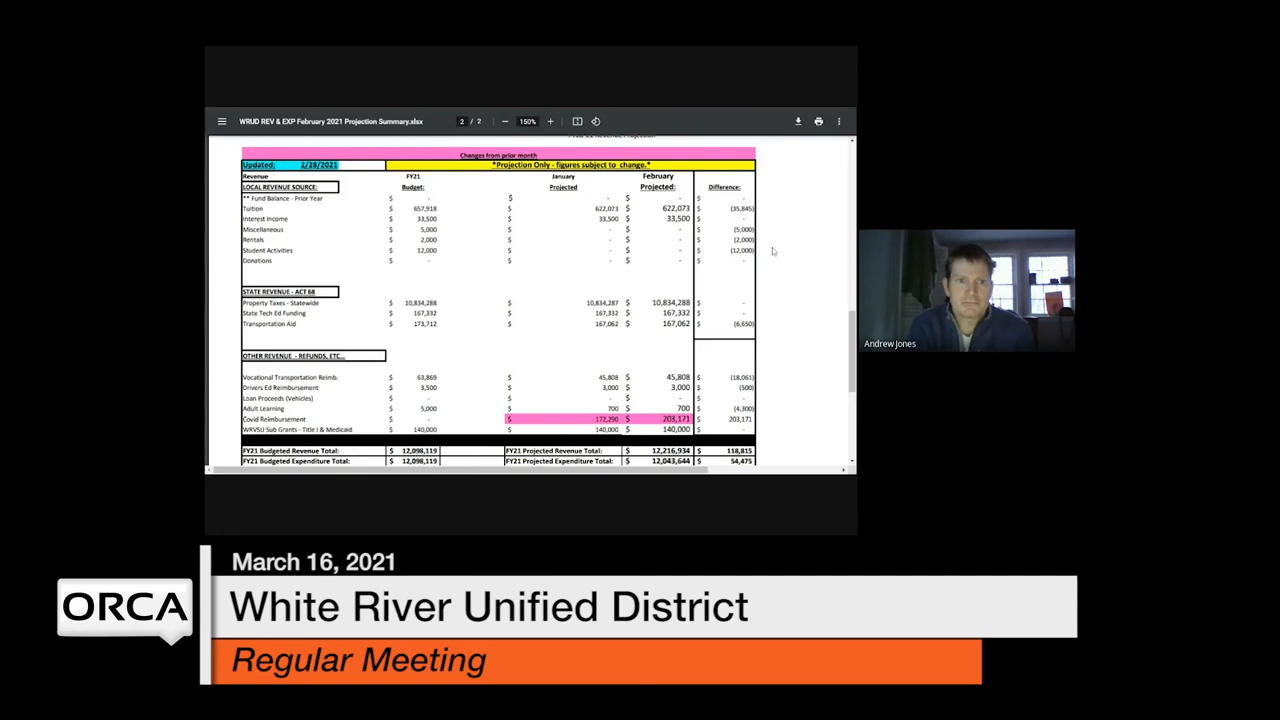 WRUD REV & EXP February 2021 Projection Summary.xlsx 2 / 2 — 150% +
Changes from prior month
Updated: 2/28/2021 *Projection Only - figures subject to change.*
Revenue FY21 January February
LOCAL REVENUE SOURCE: Budget: Projected Projected: Difference:
** Fund Balance - Prior Year $ - $ - $ - $ -
Tuition $ 657,918 $ 622,073 $ 622,073 $ (35,845)
Interest Income $ 33,500 $ 33,500 $ 33,500 $ -
Miscellaneous $ 5,000 $ - $ - $ (5,000)
Rentals $ 2,000 $ - $ - $ (2,000)
Student Activities $ 12,000 $ - $ - $ (12,000)
Donations $ - $ - $ - $ -
STATE REVENUE - ACT 68
Property Taxes - Statewide $ 10,834,288 $ 10,834,287 $ 10,834,288 $ -
State Tech Ed Funding $ 167,332 $ 167,332 $ 167,332 $ -
Transportation Aid $ 173,712 $ 167,062 $ 167,062 $ (6,650)
OTHER REVENUE - REFUNDS, ETC...
Vocational Transportation Reimb. $ 63,869 $ 45,808 $ 45,808 $ (18,061)
Drivers Ed Reimbursement $ 3,500 $ 3,000 $ 3,000 $ (500)
Loan Proceeds (Vehicles) $ - $ - $ - $ -
Adult Learning $ 5,000 $ 700 $ 700 $ (4,300)
Covid Reimbursement $ - $ 172,290 $ 203,171 $ 203,171
WRVSU Sub Grants - Title I & Medicaid $ 140,000 $ 140,000 $ 140,000 $ -
FY21 Budgeted Revenue Total: $ 12,098,119 FY21 Projected Revenue Total: $ 12,216,934 $ 118,815
FY21 Budgeted Expenditure Total: $ 12,098,119 FY21 Projected Expenditure Total: $ 12,043,644 $ 54,475
Andrew Jones
March 16, 2021
ORCA
White River Unified District
Regular Meeting